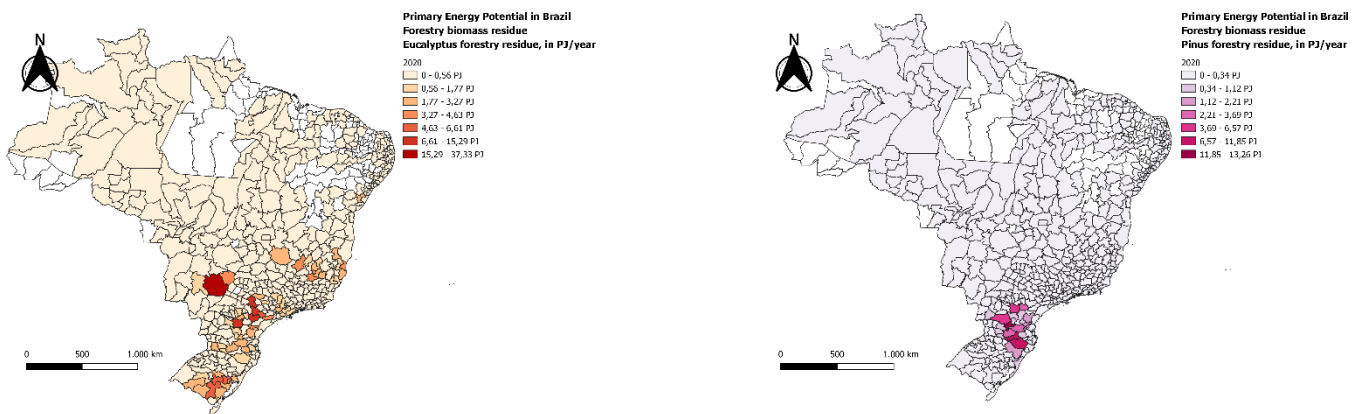 Primary Energy Potential in Brazil
Forestry biomass residue
Eucalyptus forestry residue, in PJ/year
N
2020
0 - 0,56 PJ
0,56 - 1,77 PJ
1,77 - 3,27 PJ
3,27 - 4,63 PJ
4,63 - 6,61 PJ
6,61 - 15,29 PJ
15,29 - 37,33 PJ
0 500 1.000 km
Primary Energy Potential in Brazil
Forestry biomass residue
Pinus forestry residue, in PJ/year
N
2020
0 - 0,34 PJ
0,34 - 1,12 PJ
1,12 - 2,21 PJ
2,21 - 3,69 PJ
3,69 - 6,57 PJ
6,57 - 11,85 PJ
11,85 - 13,26 PJ
0 500 1.000 km